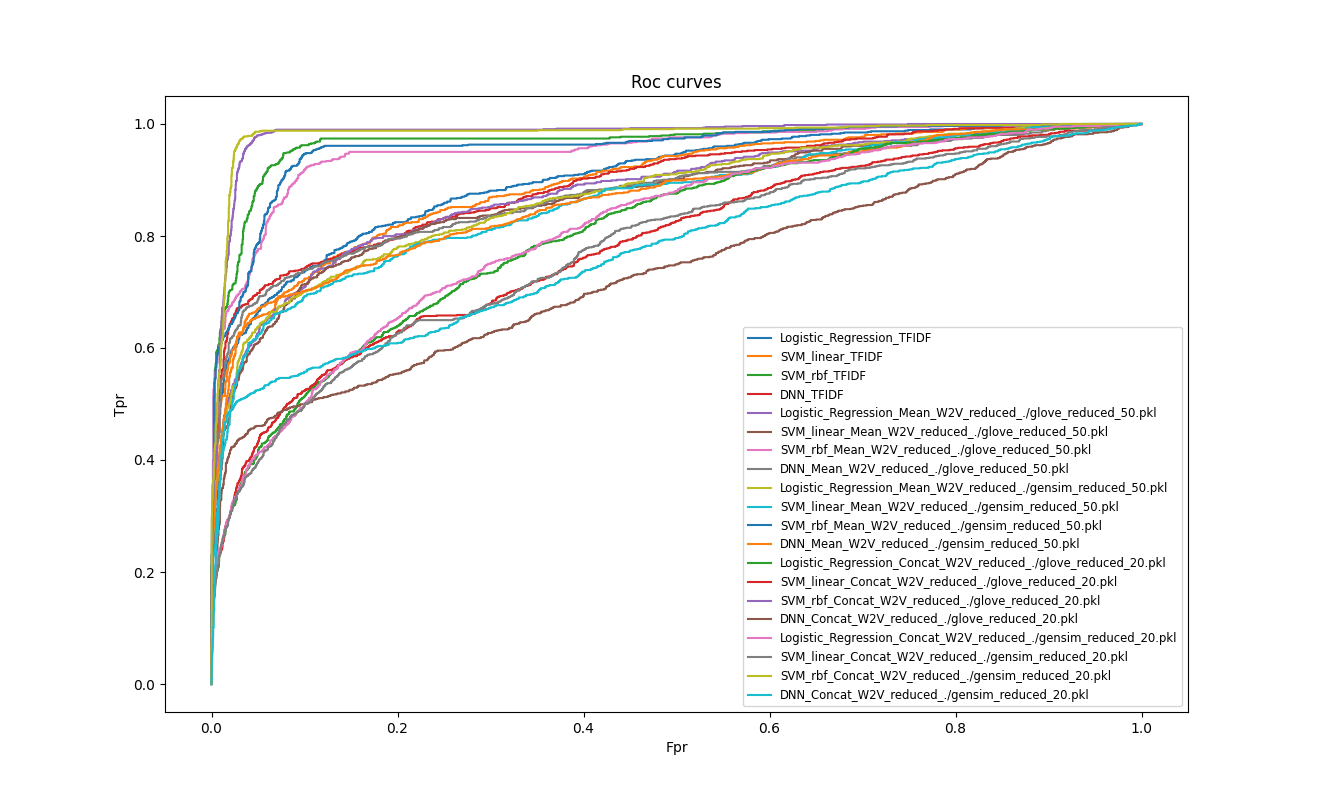 Roc curves
1.0
0.8
0.6
0.4
0.2
0.0
Tpr
Logistic_Regression_TFIDF
SVM_linear_TFIDF
SVM_rbf_TFIDF
DNN_TFIDF
Logistic_Regression_Mean_W2V_reduced_./glove_reduced_50.pkl
SVM_linear_Mean_W2V_reduced_./glove_reduced_50.pkl
SVM_rbf_Mean_W2V_reduced_./glove_reduced_50.pkl
DNN_Mean_W2V_reduced_./glove_reduced_50.pkl
Logistic_Regression_Mean_W2V_reduced_./gensim_reduced_50.pkl
SVM_linear_Mean_W2V_reduced_./gensim_reduced_50.pkl
SVM_rbf_Mean_W2V_reduced_./gensim_reduced_50.pkl
DNN_Mean_W2V_reduced_./gensim_reduced_50.pkl
Logistic_Regression_Concat_W2V_reduced_./glove_reduced_20.pkl
SVM_linear_Concat_W2V_reduced_./glove_reduced_20.pkl
SVM_rbf_Concat_W2V_reduced_./glove_reduced_20.pkl
DNN_Concat_W2V_reduced_./glove_reduced_20.pkl
Logistic_Regression_Concat_W2V_reduced_./gensim_reduced_20.pkl
SVM_linear_Concat_W2V_reduced_./gensim_reduced_20.pkl
SVM_rbf_Concat_W2V_reduced_./gensim_reduced_20.pkl
DNN_Concat_W2V_reduced_./gensim_reduced_20.pkl
0.0 0.2 0.4 0.6 0.8 1.0
Fpr